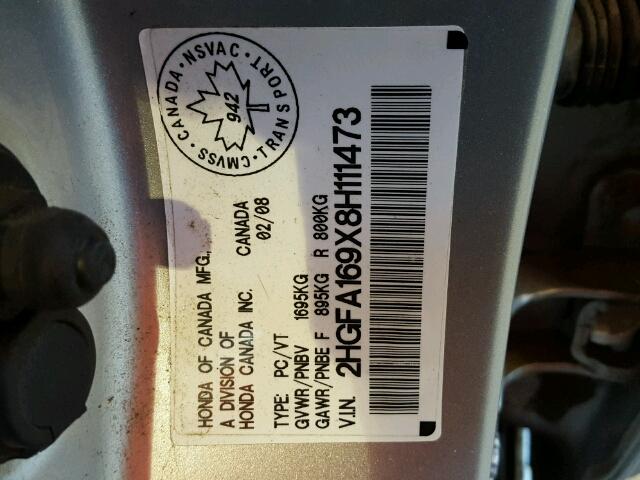 HONDA OF CANADA MFG.,
A DIVISION OF
HONDA CANADA INC.
CANADA
02/08
CANADA·NSVAC·TRANSPORT·CMVSS·
942
TYPE: PC/VT
GVWR/PNBV 1695KG
GAWR/PNBE F 895KG R 800KG
V.I.N. 2HGFA169X8H111473